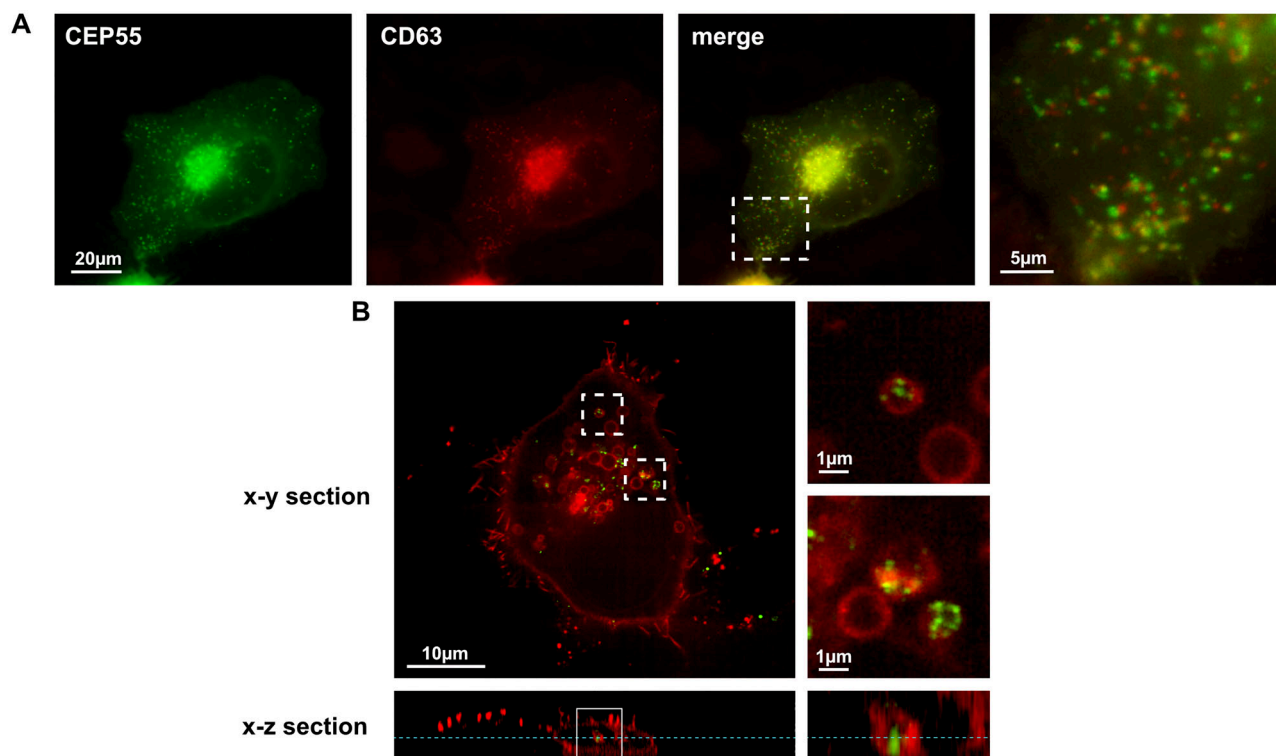 A
CEP55
CD63
merge
20µm
5µm
B
x-y section
10µm
1µm
1µm
x-z section